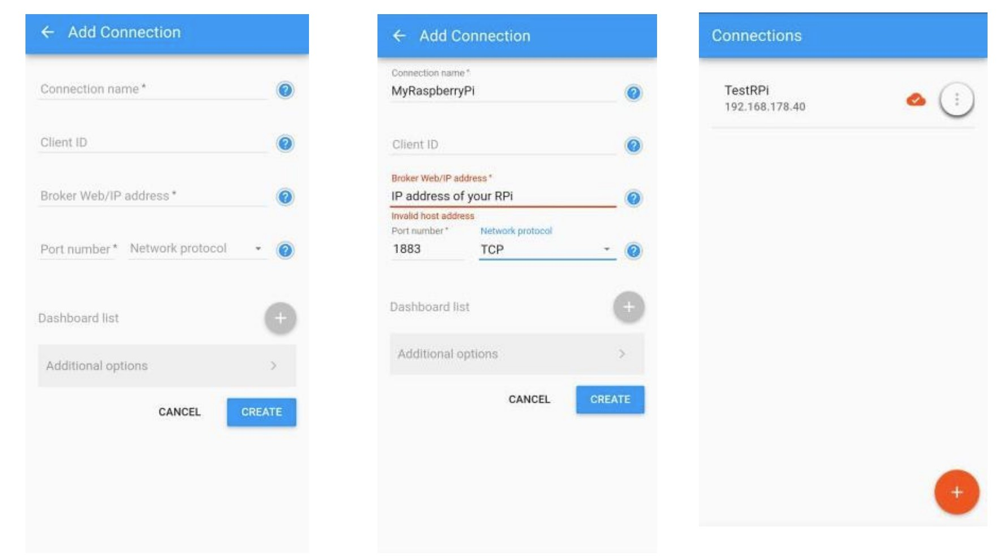 Add Connection
Connection name *
Client ID
Broker Web/IP address *
Port number * Network protocol
Dashboard list
Additional options
CANCEL CREATE
Add Connection
Connection name *
MyRaspberryPi
Client ID
Broker Web/IP address *
IP address of your RPi
Invalid host address
Port number * Network protocol
1883 TCP
Dashboard list
Additional options
CANCEL CREATE
Connections
TestRPi
192.168.178.40